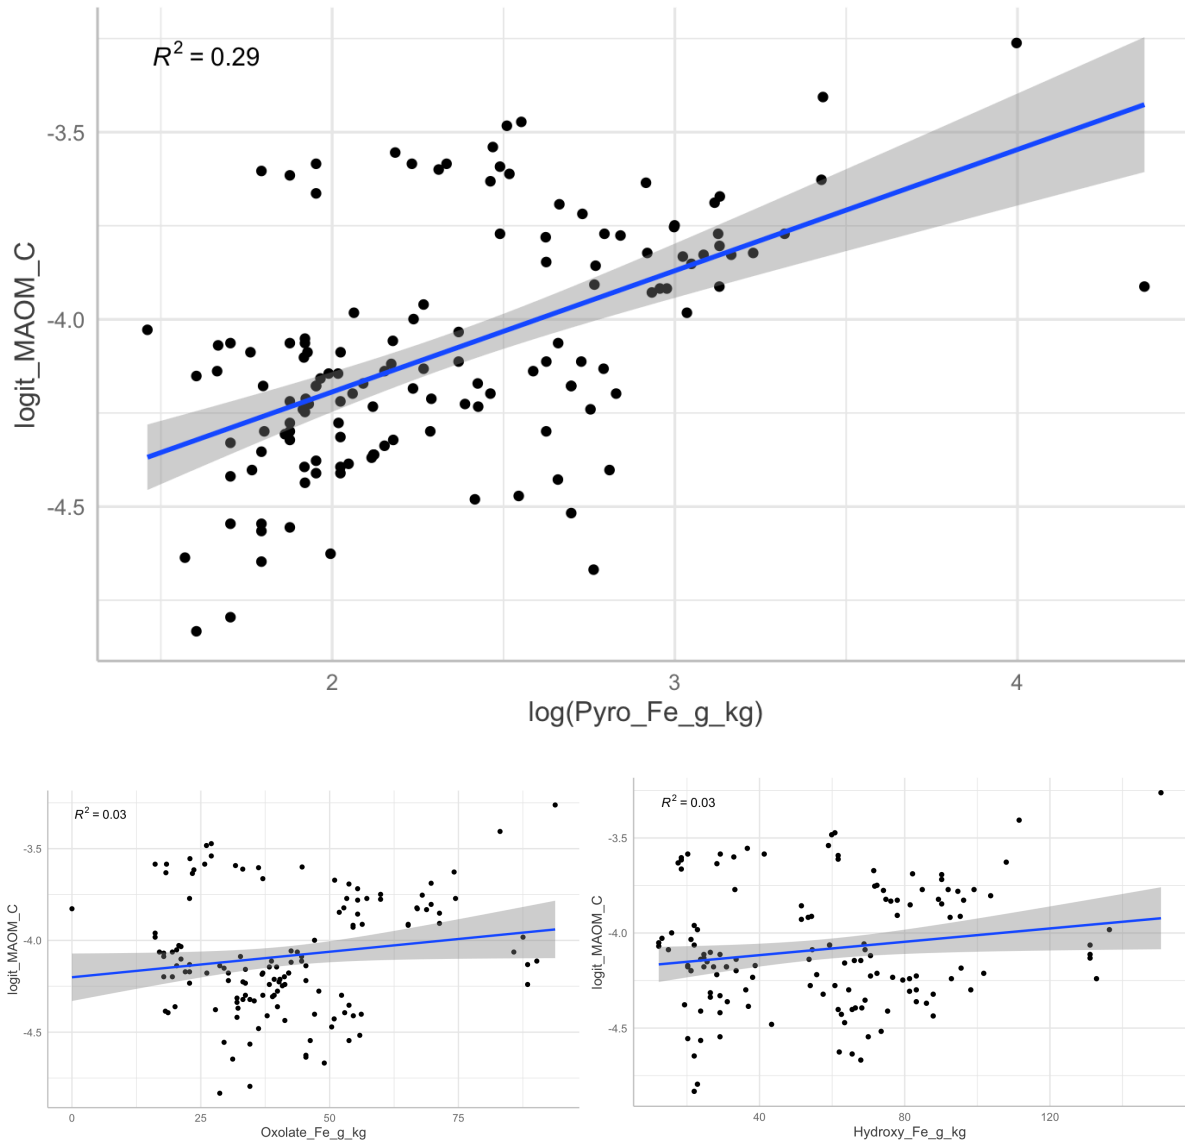 R² = 0.29
-3.5
-4.0
-4.5
logit_MAOM_C
2 3 4
log(Pyro_Fe_g_kg)
R² = 0.03
-3.5
-4.0
-4.5
logit_MAOM_C
0 25 50 75
Oxolate_Fe_g_kg
R² = 0.03
-3.5
-4.0
-4.5
logit_MAOM_C
40 80 120
Hydroxy_Fe_g_kg